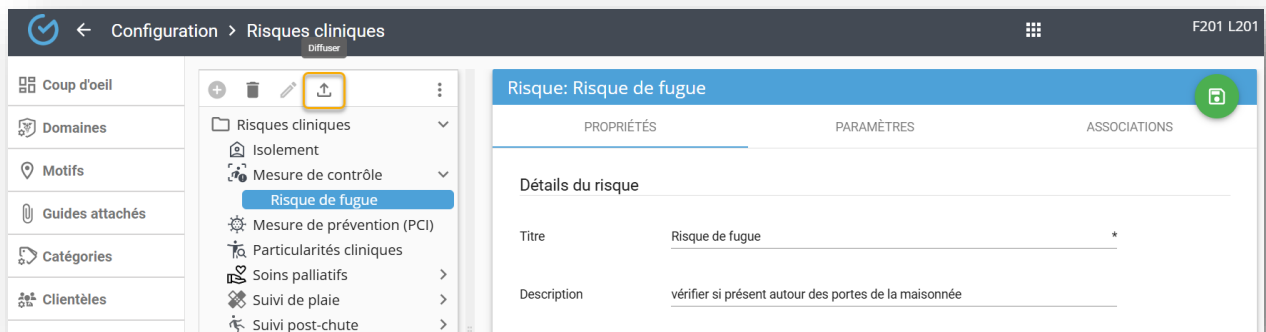 Configuration > Risques cliniques
F201 L201
Diffuser
Coup d'oeil
Domaines
Motifs
Guides attachés
Catégories
Clientèles
Risques cliniques
Isolement
Mesure de contrôle
Risque de fugue
Mesure de prévention (PCI)
Particularités cliniques
Soins palliatifs
Suivi de plaie
Suivi post-chute
Risque: Risque de fugue
PROPRIÉTÉS PARAMÈTRES ASSOCIATIONS
Détails du risque
Titre Risque de fugue *
Description vérifier si présent autour des portes de la maisonnée